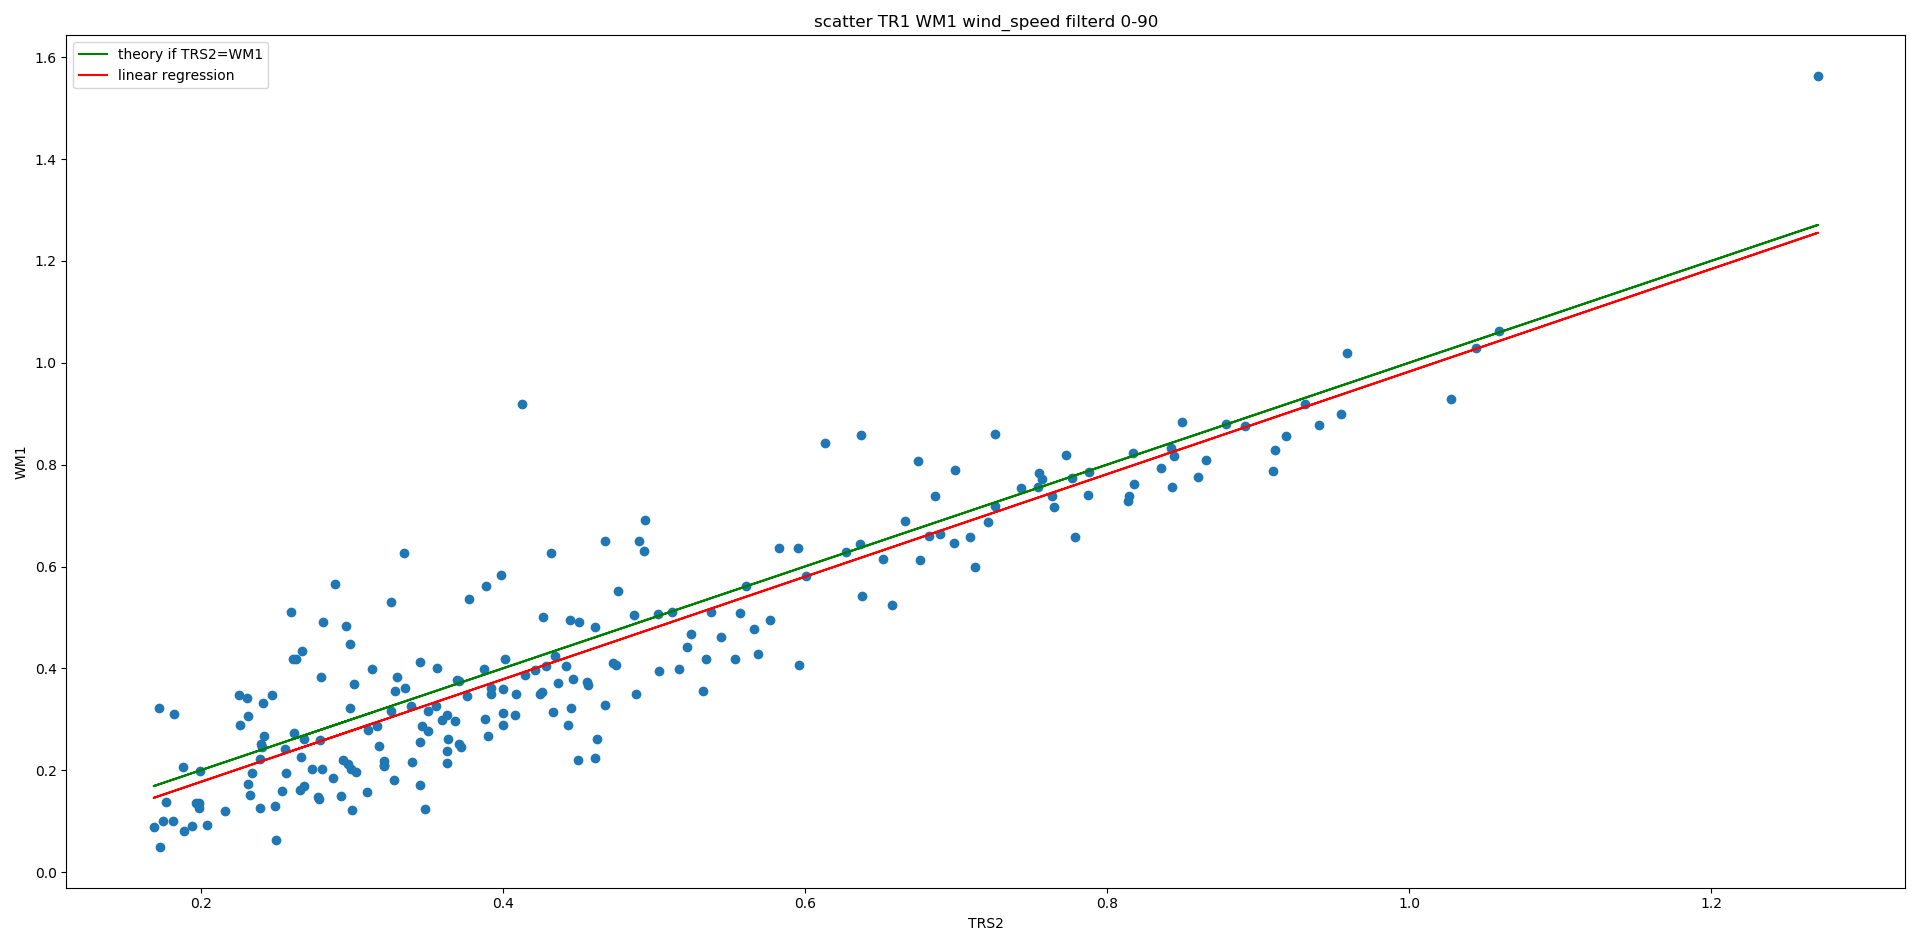 scatter TR1 WM1 wind_speed filterd 0-90
theory if TRS2=WM1
linear regression
1.6
1.4
1.2
1.0
0.8
0.6
0.4
0.2
0.0
WM1
0.2 0.4 0.6 0.8 1.0 1.2
TRS2